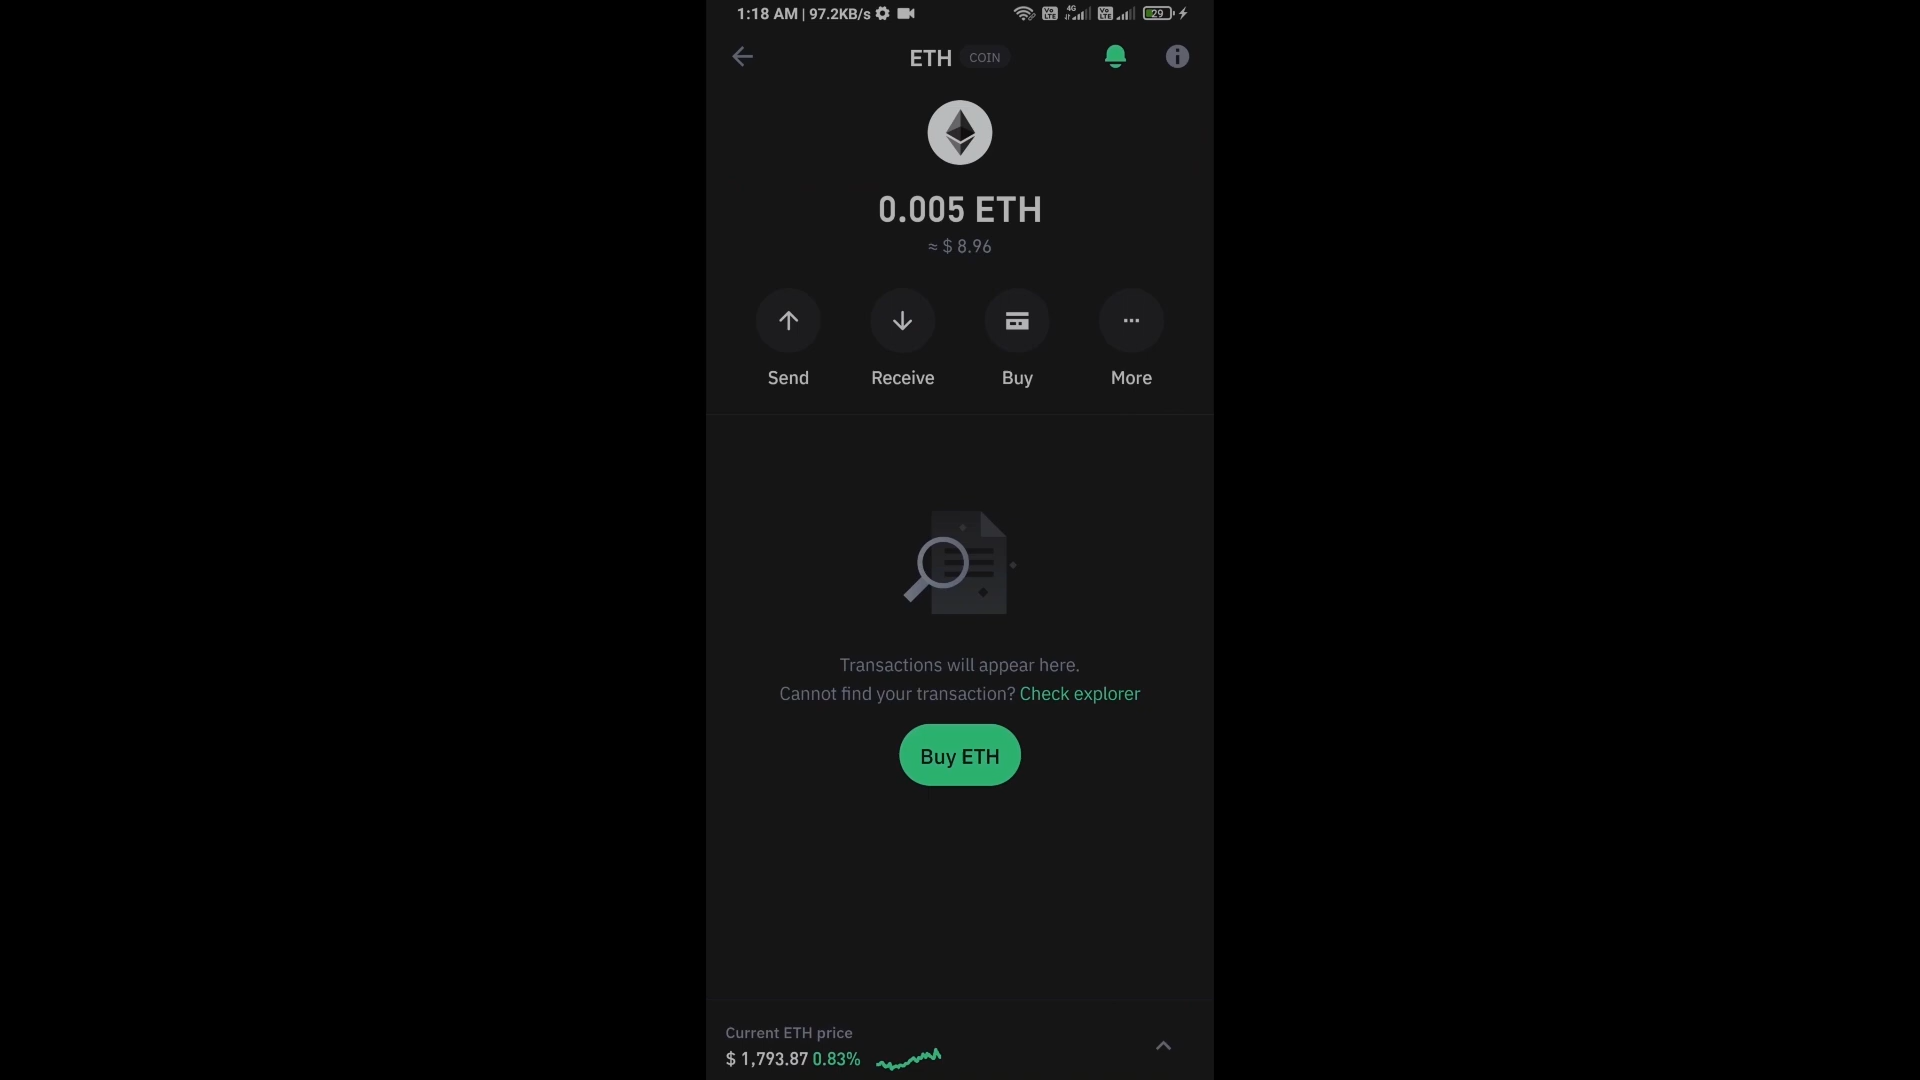 1:18 AM | 97.2KB/s 4G 29
ETH COIN
0.005 ETH
≈ $ 8.96
Send Receive Buy More
Transactions will appear here.
Cannot find your transaction? Check explorer
Buy ETH
Current ETH price
$ 1,793.87 0.83%